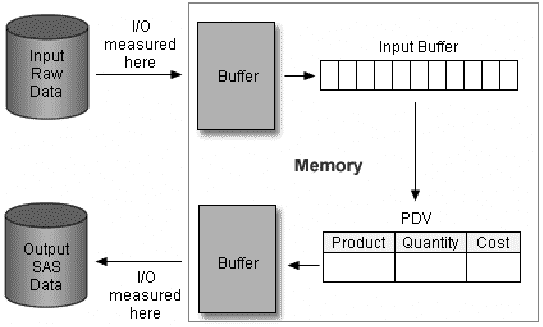 I/O
measured
here
Input
Raw
Data
Buffer
Input Buffer
Memory
PDV
Product Quantity Cost
Output
SAS
Data
Buffer
I/O
measured
here